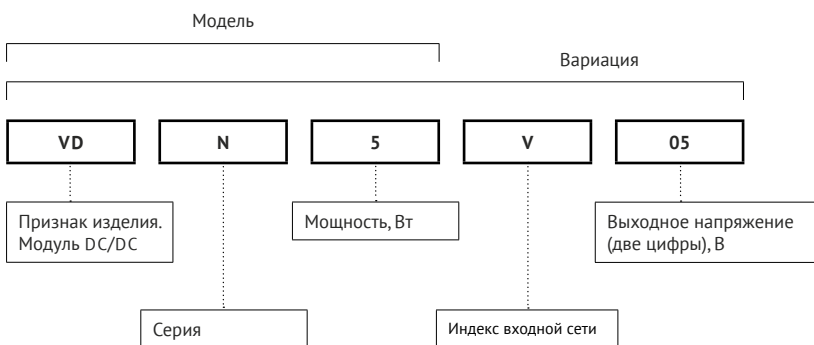 Модель
Вариация
VD N 5 V 05
Признак изделия.
Модуль DC/DC
Мощность, Вт
Выходное напряжение
(две цифры), В
Серия
Индекс входной сети